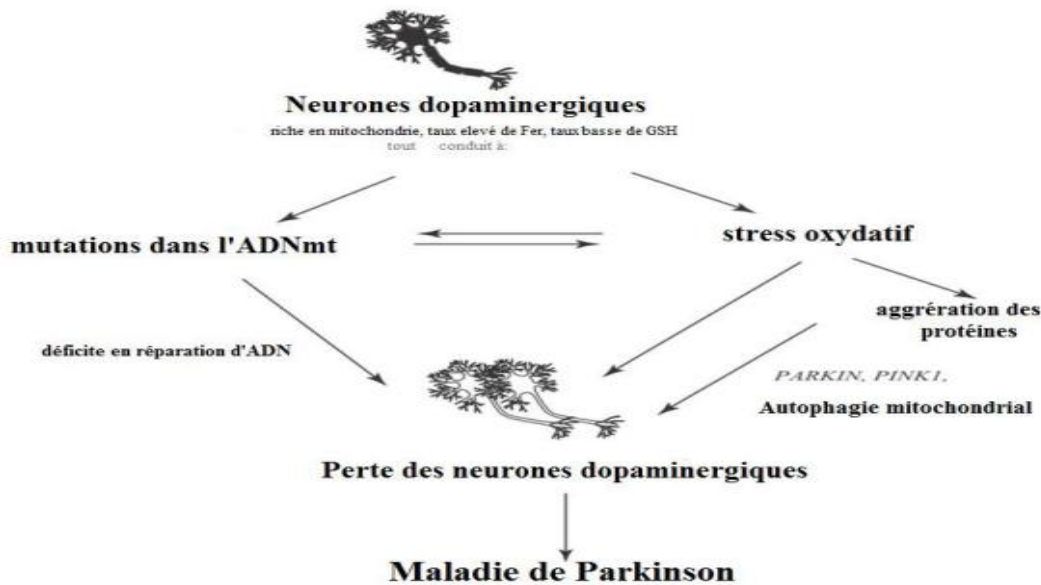 Neurones dopaminergiques
riche en mitochondrie, taux elevé de Fer, taux basse de GSH
tout conduit à:
mutations dans l'ADNmt
stress oxydatif
aggrération des
protéines
déficite en réparation d'ADN
PARKIN, PINK1,
Autophagie mitochondrial
Perte des neurones dopaminergiques
Maladie de Parkinson